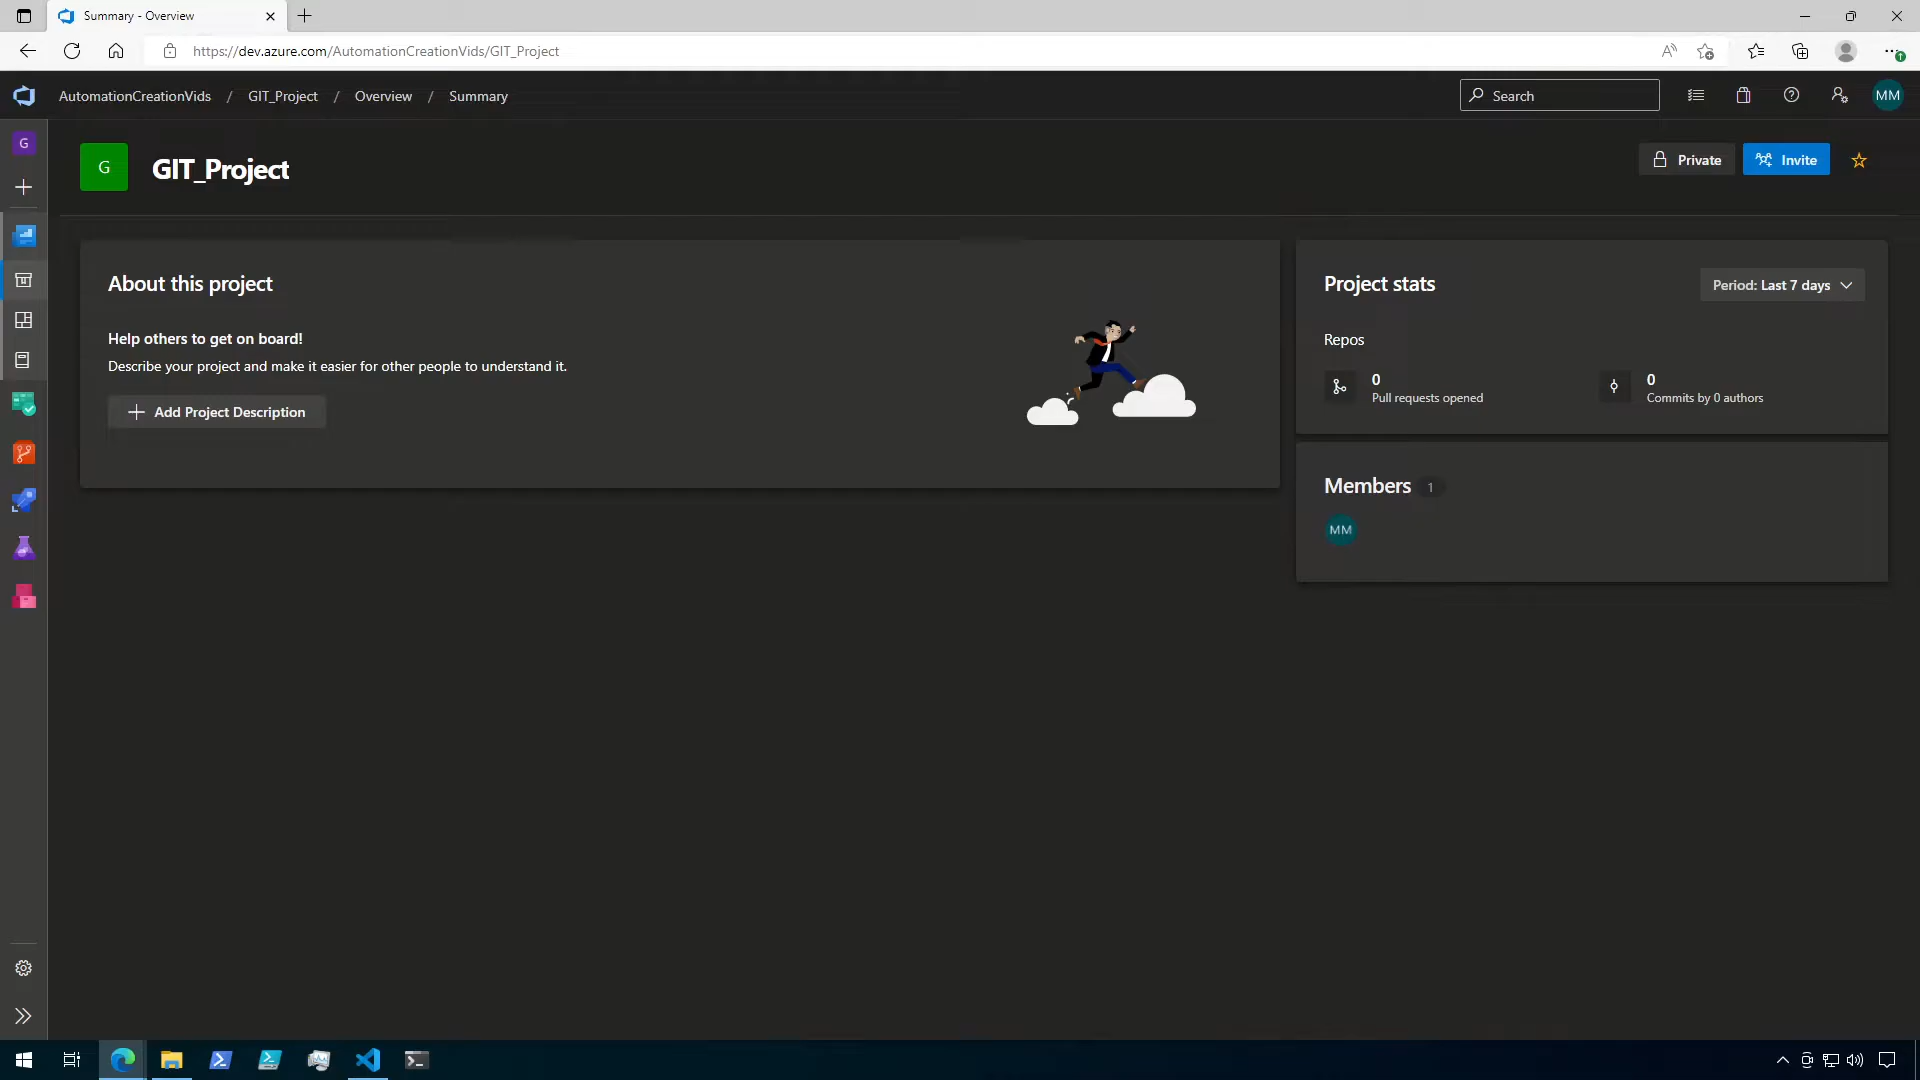 Summary - Overview
https://dev.azure.com/AutomationCreationVids/GIT_Project
AutomationCreationVids / GIT_Project / Overview / Summary
Search
MM
G
G
GIT_Project
Private
Invite
About this project
Help others to get on board!
Describe your project and make it easier for other people to understand it.
Add Project Description
Project stats
Period: Last 7 days
Repos
0
Pull requests opened
0
Commits by 0 authors
Members 1
MM